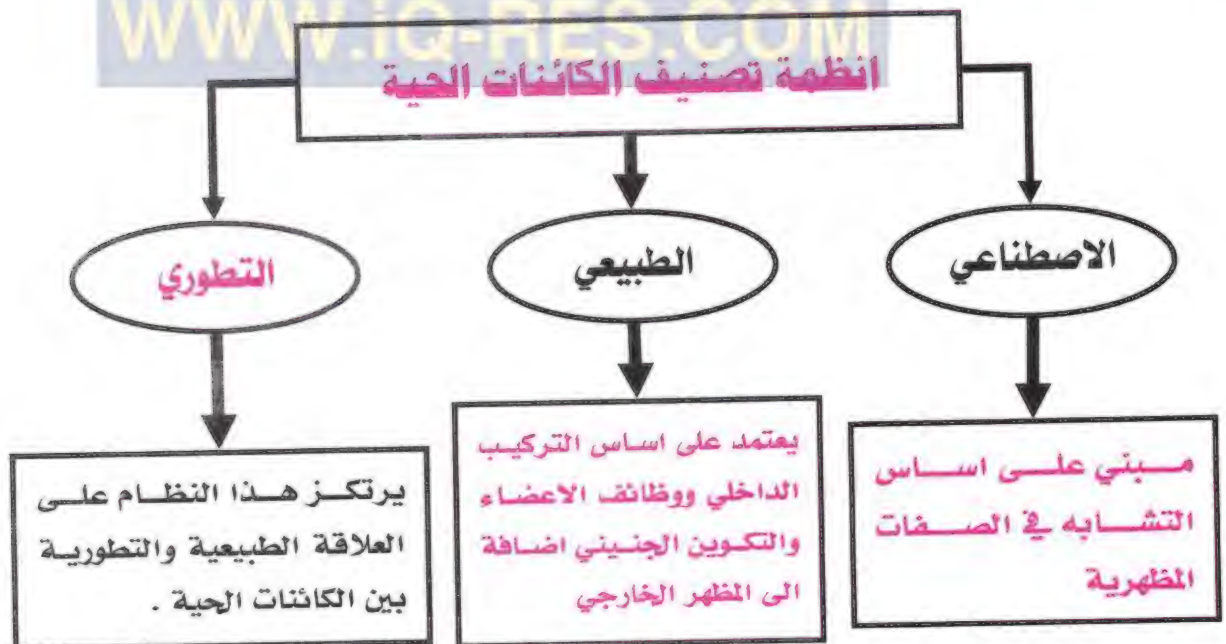 WWW.iQ-RES.COM
انظمة تصنيف الكائنات الحية
الاصطناعي
الطبيعي
التطوري
مبني على اساس
التشابه في الصفات
المظهرية
يعتمد على اساس التركيب
الداخلي ووظائف الاعضاء
والتكوين الجنيني اضافة
الى المظهر الخارجي
يرتكز هذا النظام على
العلاقة الطبيعية والتطورية
بين الكائنات الحية .